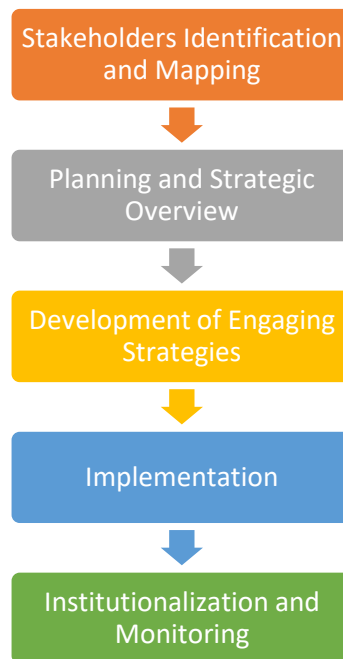 Stakeholders Identification
and Mapping
Planning and Strategic
Overview
Development of Engaging
Strategies
Implementation
Institutionalization and
Monitoring